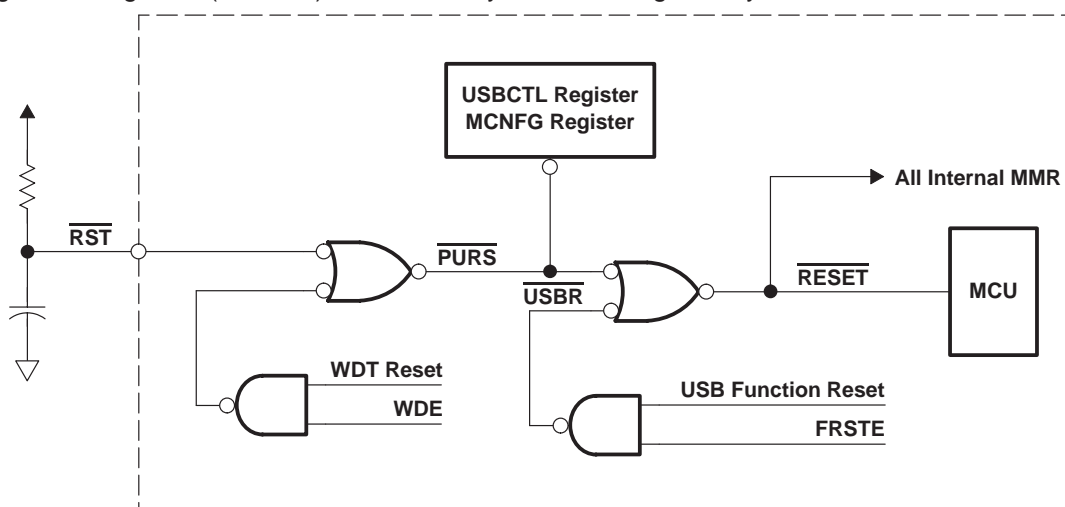 USBCTL Register
MCNFG Register
All Internal MMR
RST
PURS
USBR
RESET
MCU
WDT Reset
WDE
USB Function Reset
FRSTE